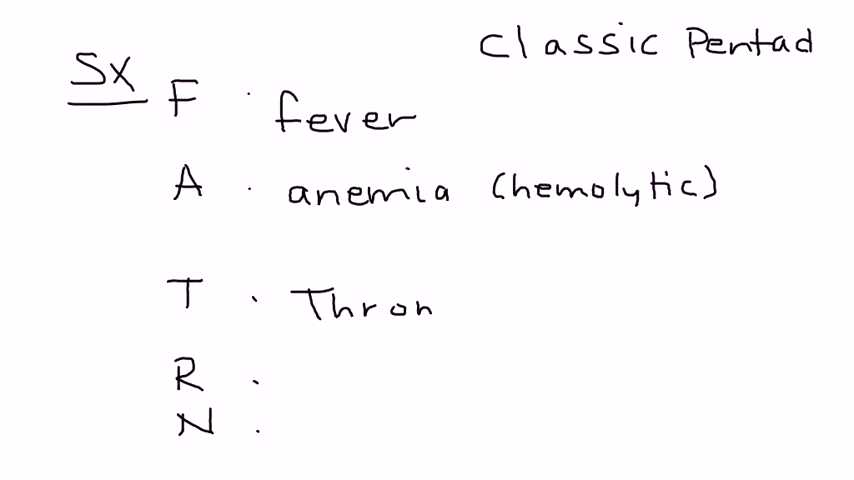 Classic Pentad
Sx
F . fever
A . anemia (hemolytic)
T . Thron
R .
N .